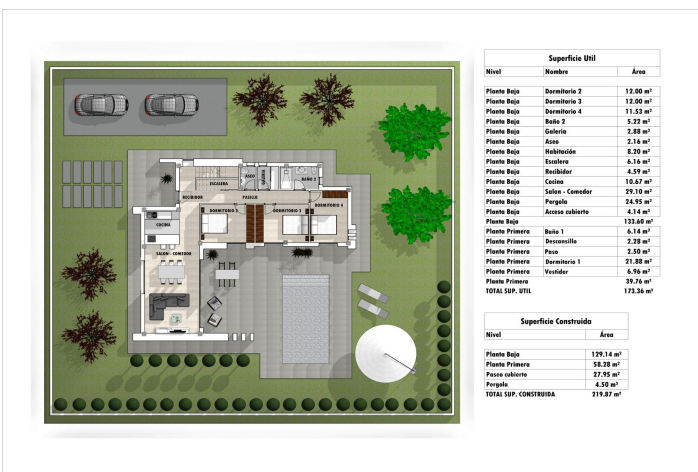 ESCALERA
ASEO
GALERIA
BAÑO 2
RECIBIDOR
PASILLO
DORMITORIO 4
DORMITORIO 2
DORMITORIO 3
COCINA
SALON - COMEDOR
Superficie Util
Nivel Nombre Área
Planta Baja Dormitorio 2 12.00 m²
Planta Baja Dormitorio 3 12.00 m²
Planta Baja Dormitorio 4 11.53 m²
Planta Baja Baño 2 5.22 m²
Planta Baja Galeria 2.88 m²
Planta Baja Aseo 2.16 m²
Planta Baja Habitación 8.20 m²
Planta Baja Escalera 6.16 m²
Planta Baja Recibidor 4.59 m²
Planta Baja Cocina 10.67 m²
Planta Baja Salon - Comedor 29.10 m²
Planta Baja Pergola 24.95 m²
Planta Baja Acceso cubierto 4.14 m²
Planta Baja 133.60 m²
Planta Primera Baño 1 6.14 m²
Planta Primera Descansillo 2.28 m²
Planta Primera Paso 2.50 m²
Planta Primera Dormitorio 1 21.88 m²
Planta Primera Vestidor 6.96 m²
Planta Primera 39.76 m²
TOTAL SUP. UTIL 173.36 m²
Superficie Construida
Nivel Área
Planta Baja 129.14 m²
Planta Primera 58.28 m²
Paseo cubierto 27.95 m²
Pergola 4.50 m²
TOTAL SUP. CONSTRUIDA 219.87 m²